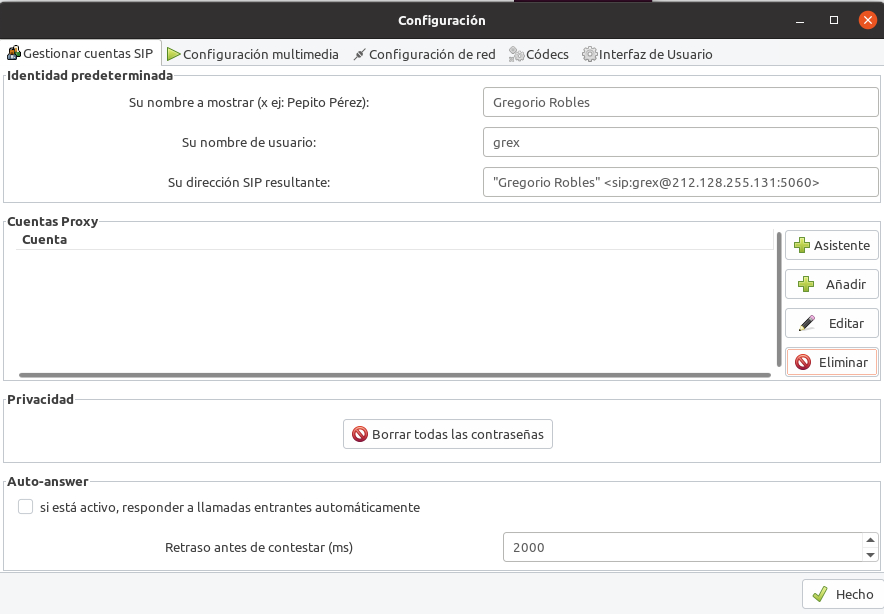 Configuración
Gestionar cuentas SIP Configuración multimedia Configuración de red Códecs Interfaz de Usuario
Identidad predeterminada
Su nombre a mostrar (x ej: Pepito Pérez): Gregorio Robles
Su nombre de usuario: grex
Su dirección SIP resultante: "Gregorio Robles" <sip:grex@212.128.255.131:5060>
Cuentas Proxy
Cuenta
Asistente
Añadir
Editar
Eliminar
Privacidad
Borrar todas las contraseñas
Auto-answer
si está activo, responder a llamadas entrantes automáticamente
Retraso antes de contestar (ms) 2000
Hecho